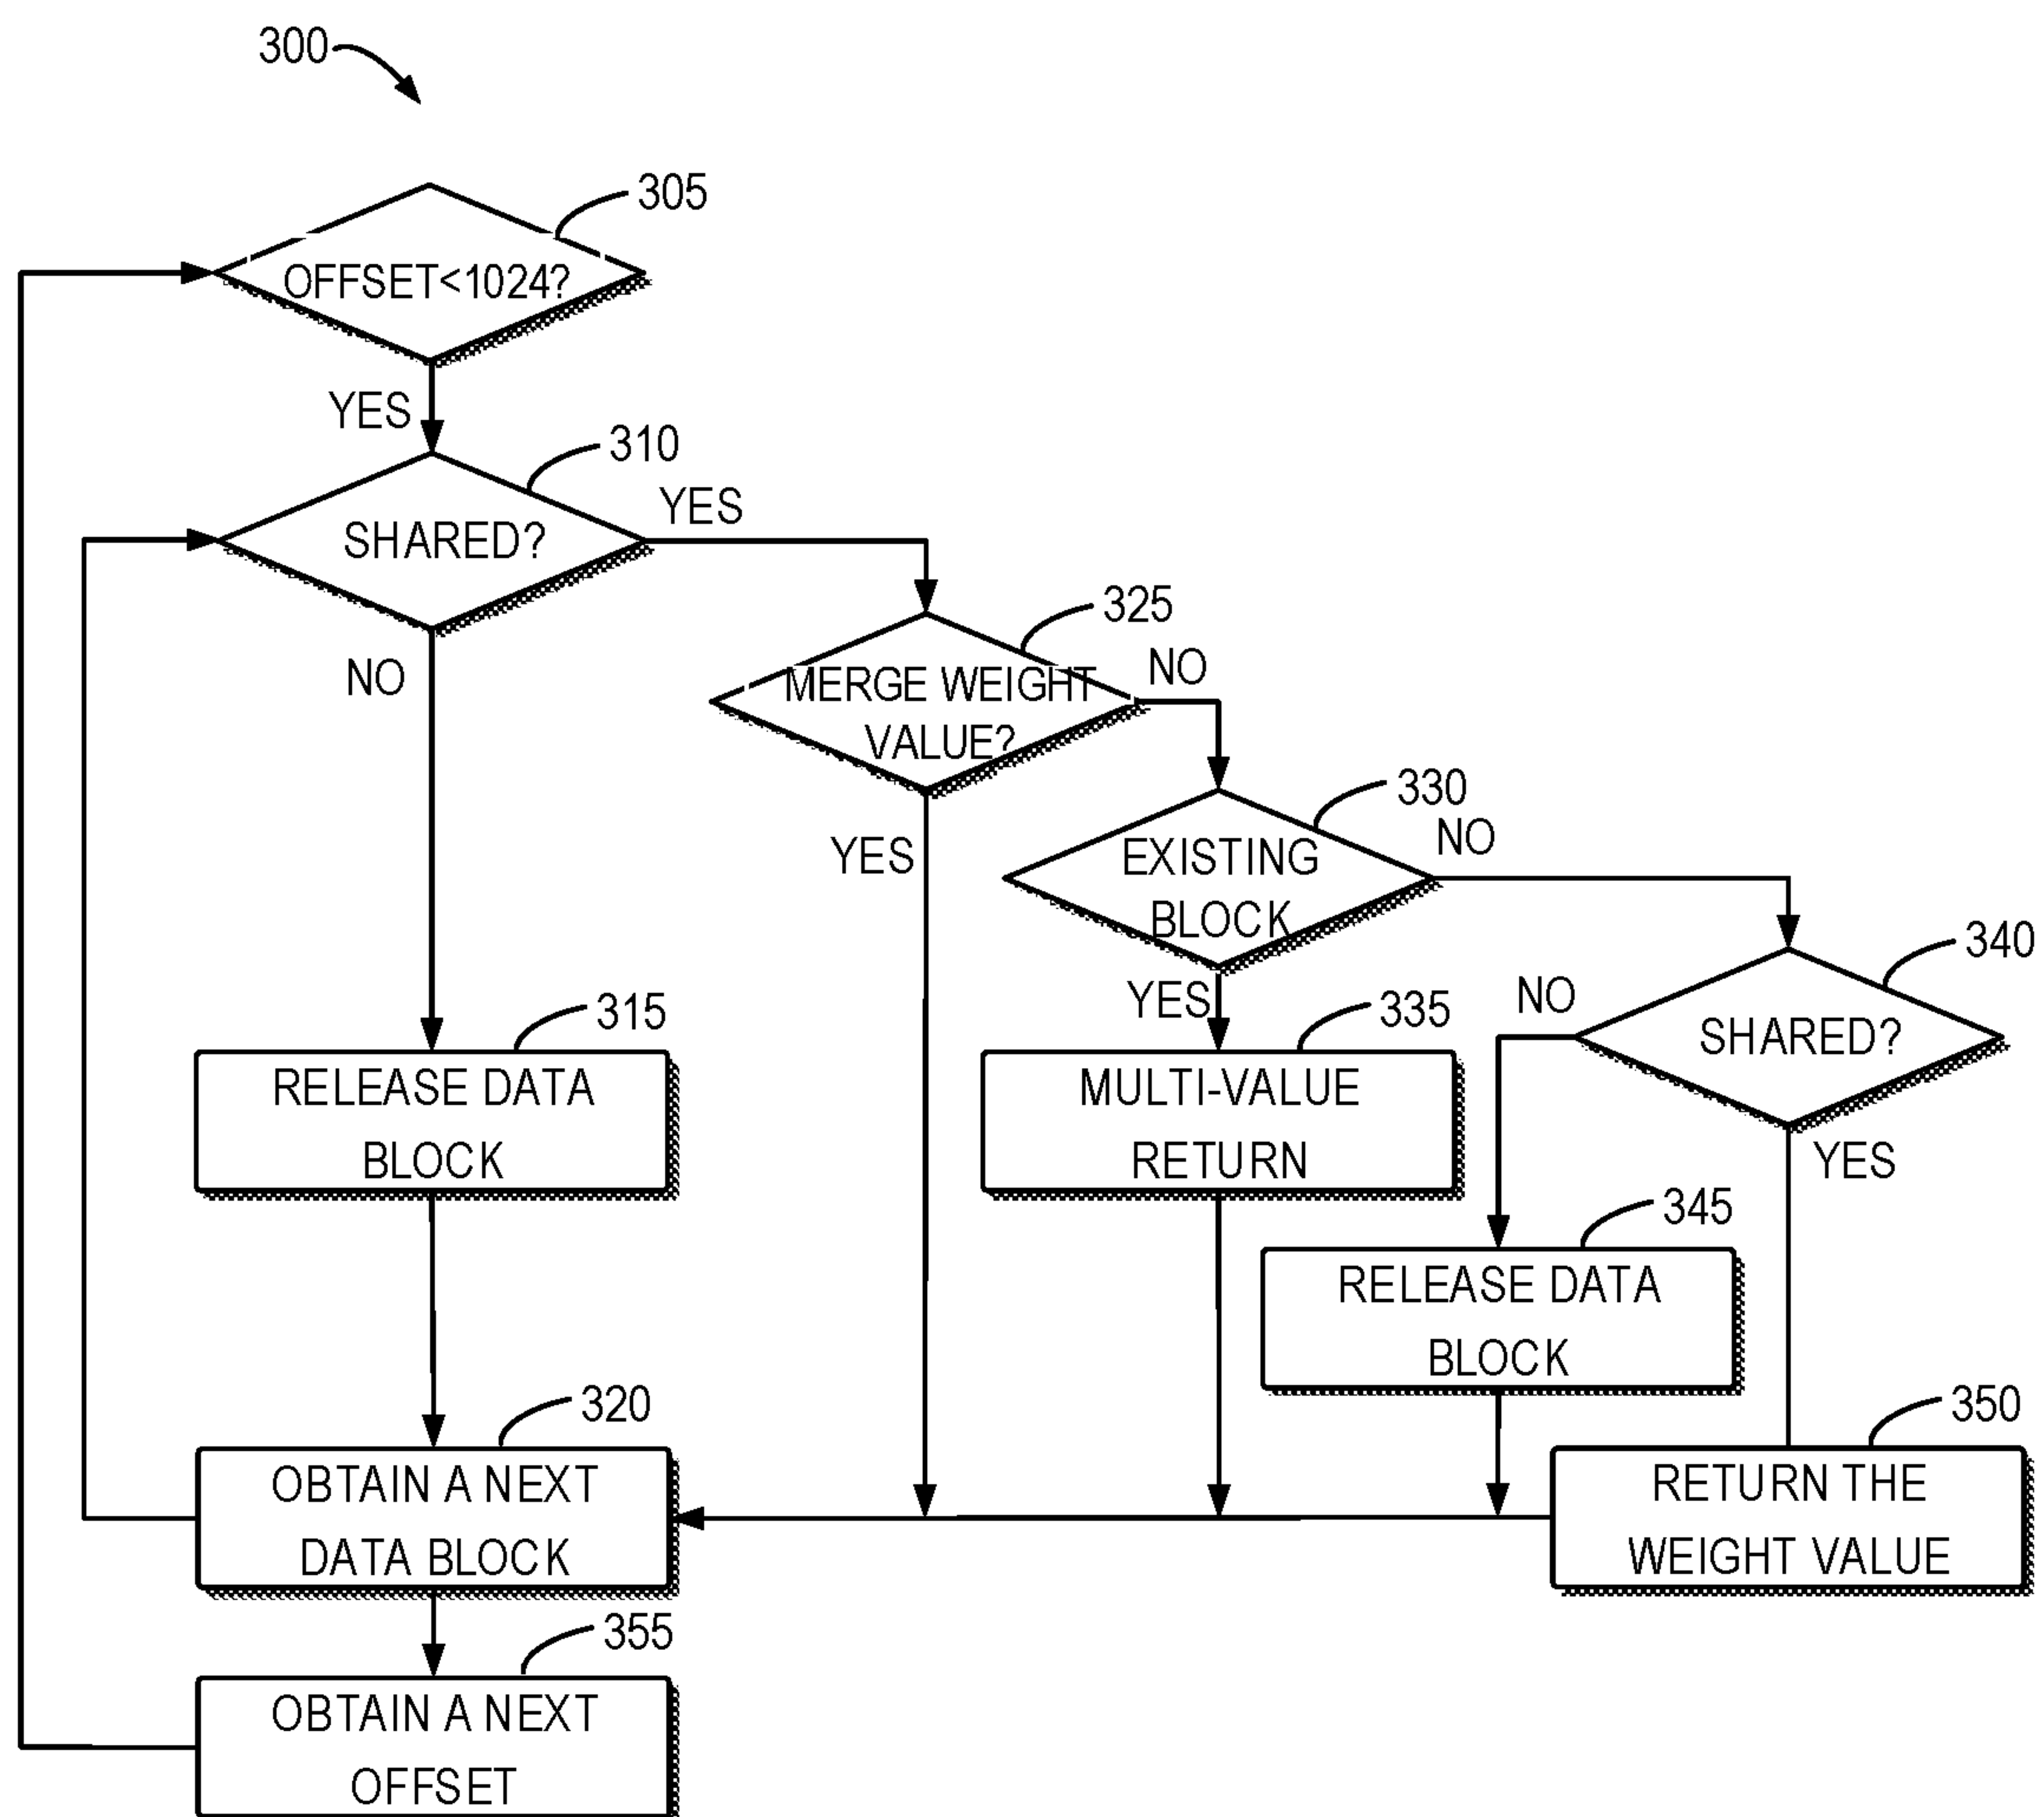 300
305
OFFSET<1024?
YES
310
YES
SHARED?
325
NO
NO
MERGE WEIGHT
VALUE?
330
NO
YES
EXISTING
BLOCK
340
NO
YES
335
315
SHARED?
RELEASE DATA
BLOCK
MULTI-VALUE
RETURN
YES
345
RELEASE DATA
BLOCK
320
350
OBTAIN A NEXT
DATA BLOCK
RETURN THE
WEIGHT VALUE
355
OBTAIN A NEXT
OFFSET